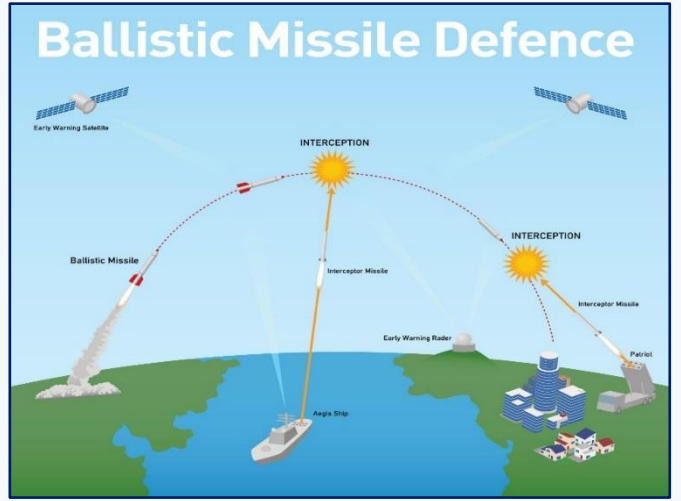 Ballistic Missile Defence
Early Warning Satellite
INTERCEPTION
Ballistic Missile
INTERCEPTION
Interceptor Missile
Interceptor Missile
Early Warning Rader
Patriot
Aegis Ship